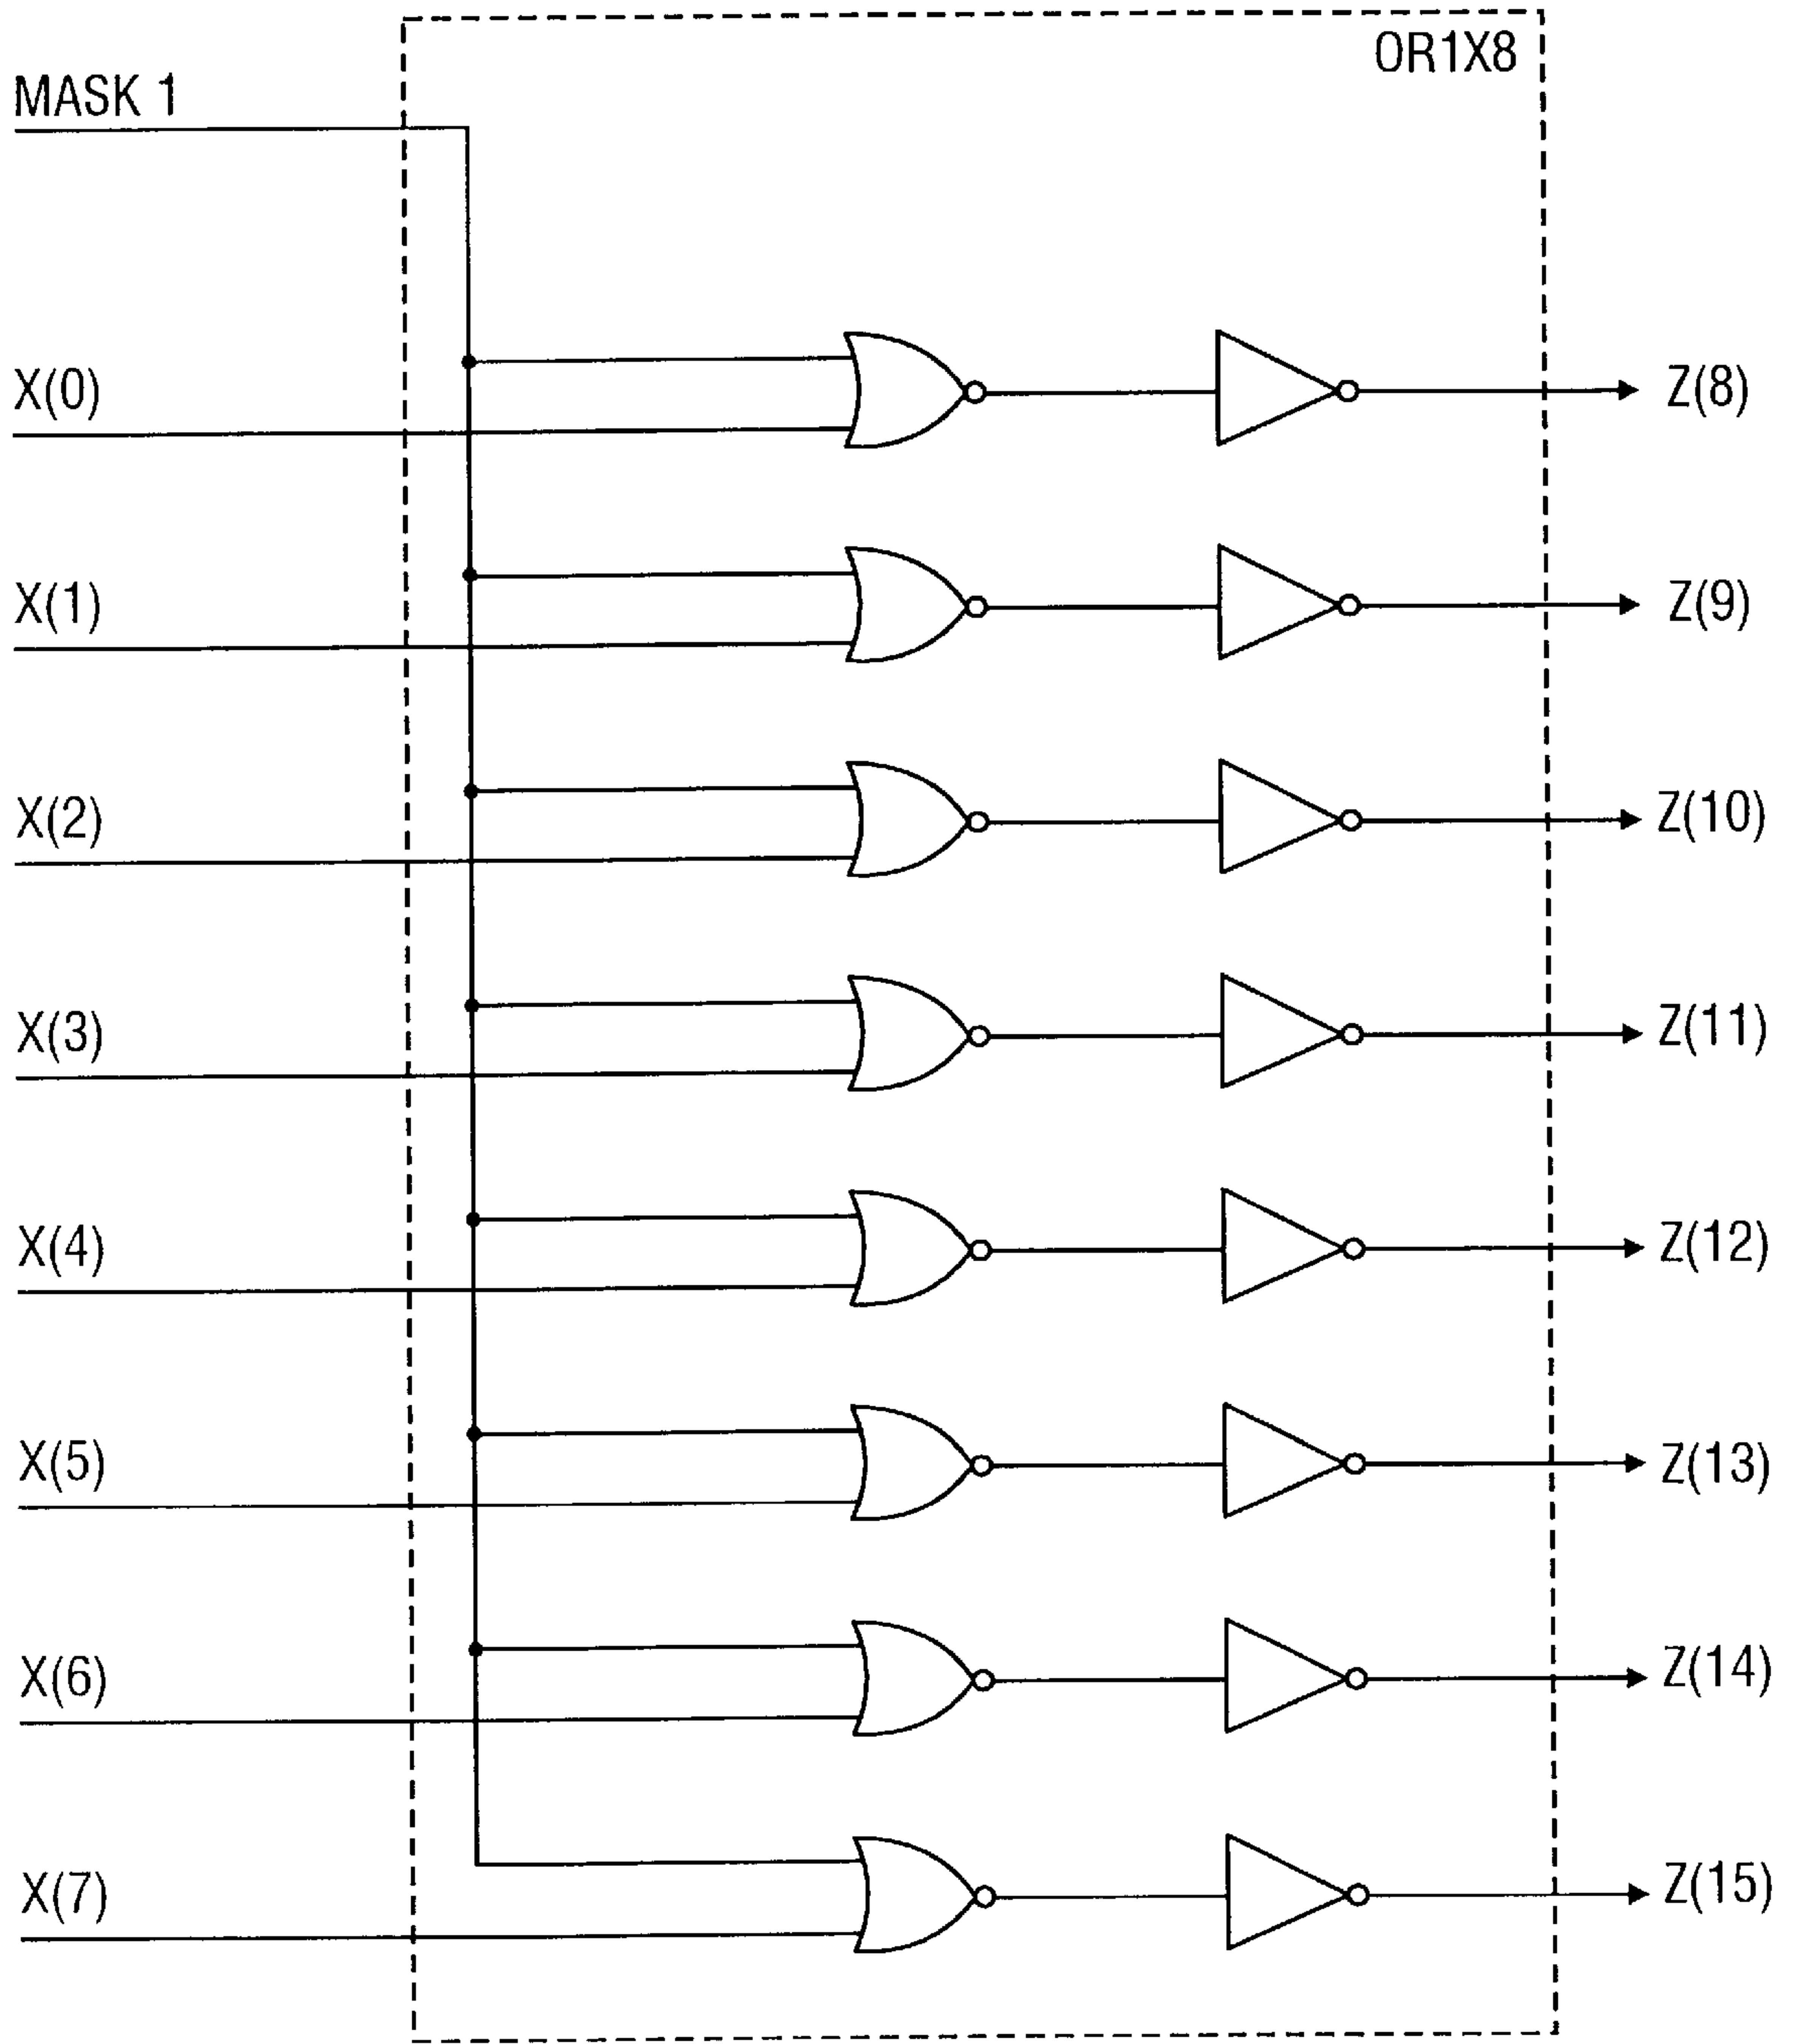 OR1X8
MASK 1
X(0)
Z(8)
X(1)
Z(9)
X(2)
Z(10)
X(3)
Z(11)
X(4)
Z(12)
X(5)
Z(13)
X(6)
Z(14)
X(7)
Z(15)